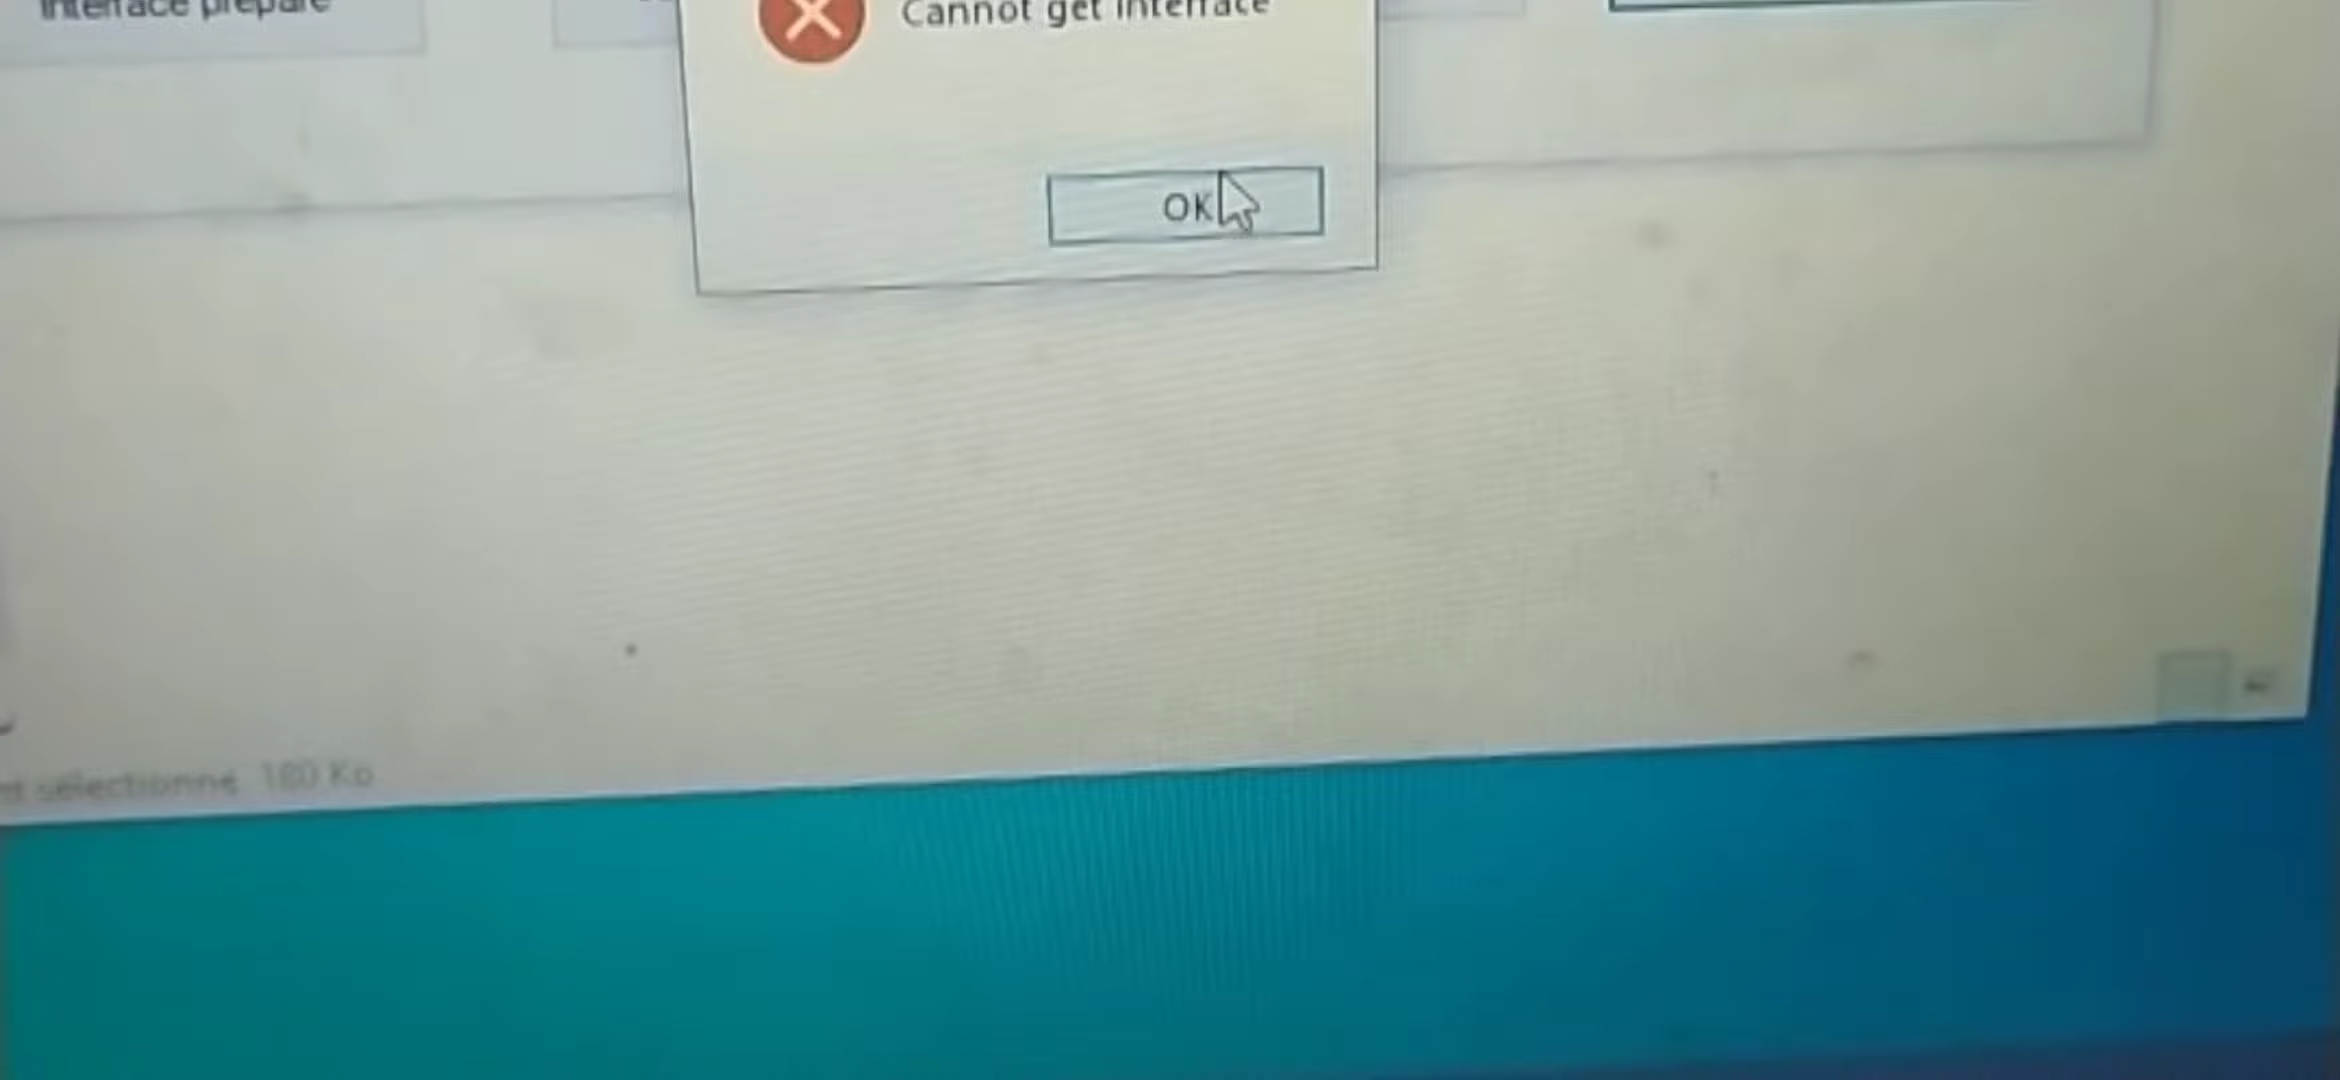 Interface prepare
Cannot get interface
OK
sélectionné 180 Ko